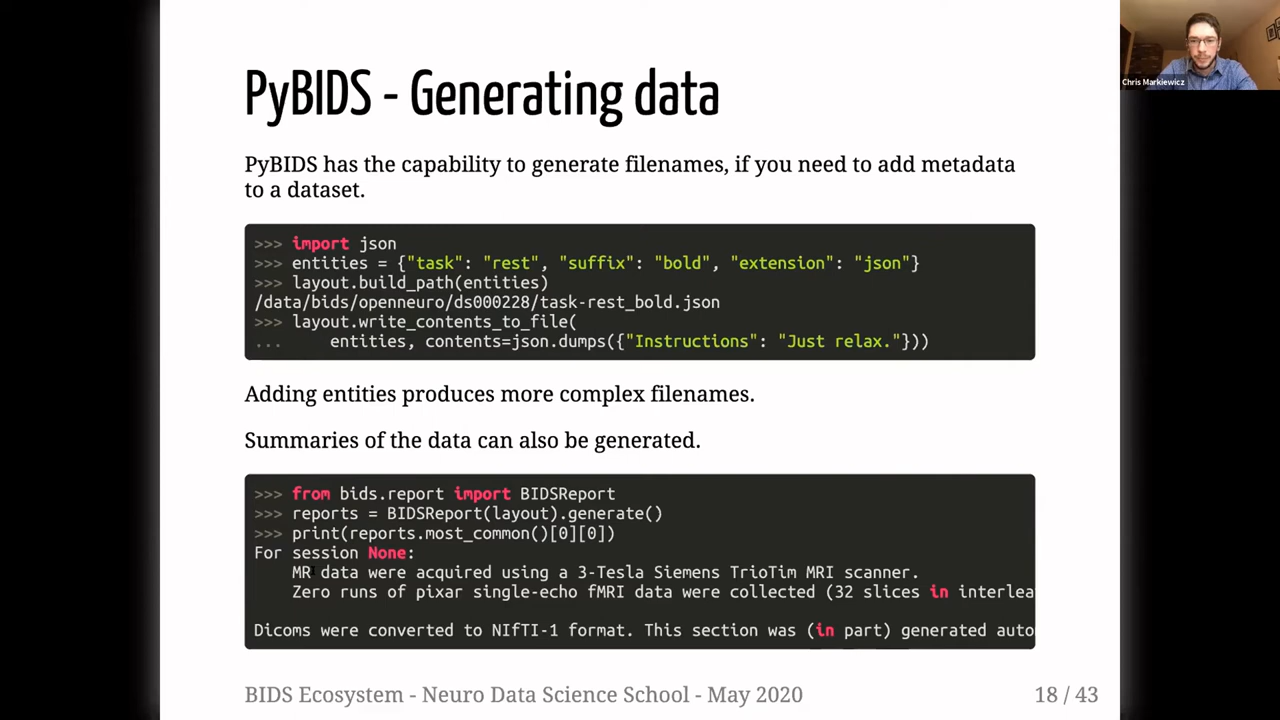 PyBIDS - Generating data
Chris Markiewicz
PyBIDS has the capability to generate filenames, if you need to add metadata
to a dataset.
>>> import json
>>> entities = {"task": "rest", "suffix": "bold", "extension": "json"}
>>> layout.build_path(entities)
/data/bids/openneuro/ds000228/task-rest_bold.json
>>> layout.write_contents_to_file(
...     entities, contents=json.dumps({"Instructions": "Just relax."}))
Adding entities produces more complex filenames.
Summaries of the data can also be generated.
>>> from bids.report import BIDSReport
>>> reports = BIDSReport(layout).generate()
>>> print(reports.most_common()[0][0])
For session None:
    MR data were acquired using a 3-Tesla Siemens TrioTim MRI scanner.
    Zero runs of pixar single-echo fMRI data were collected (32 slices in interlea
Dicoms were converted to NIfTI-1 format. This section was (in part) generated auto
BIDS Ecosystem - Neuro Data Science School - May 2020
18 / 43